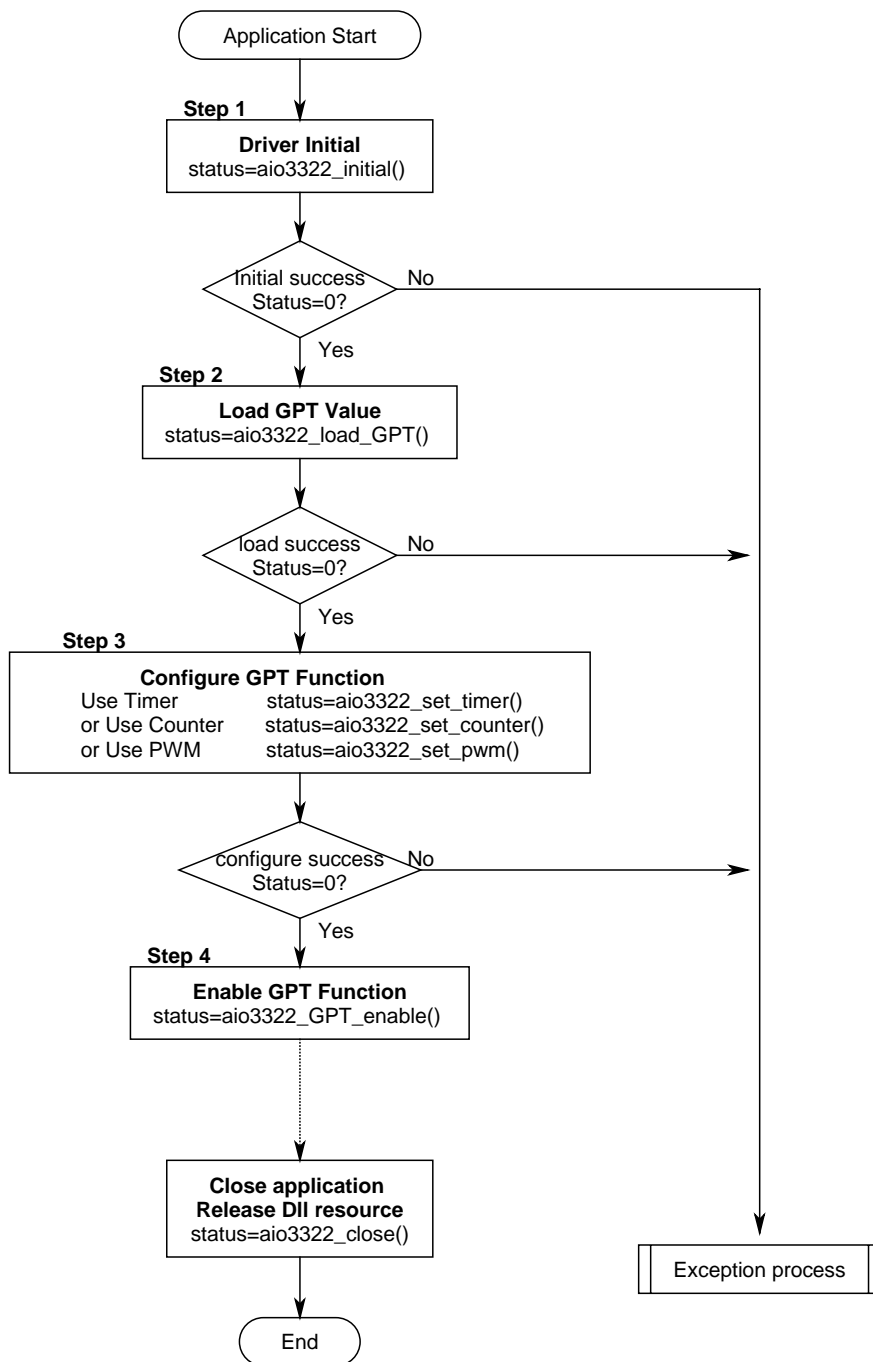 Application Start
Step 1
Driver Initial
status=aio3322_initial()
Initial success
Status=0?
No
Yes
Step 2
Load GPT Value
status=aio3322_load_GPT()
load success
Status=0?
No
Yes
Step 3
Configure GPT Function
Use Timer status=aio3322_set_timer()
or Use Counter status=aio3322_set_counter()
or Use PWM status=aio3322_set_pwm()
configure success
Status=0?
No
Yes
Step 4
Enable GPT Function
status=aio3322_GPT_enable()
Close application
Release Dll resource
status=aio3322_close()
Exception process
End